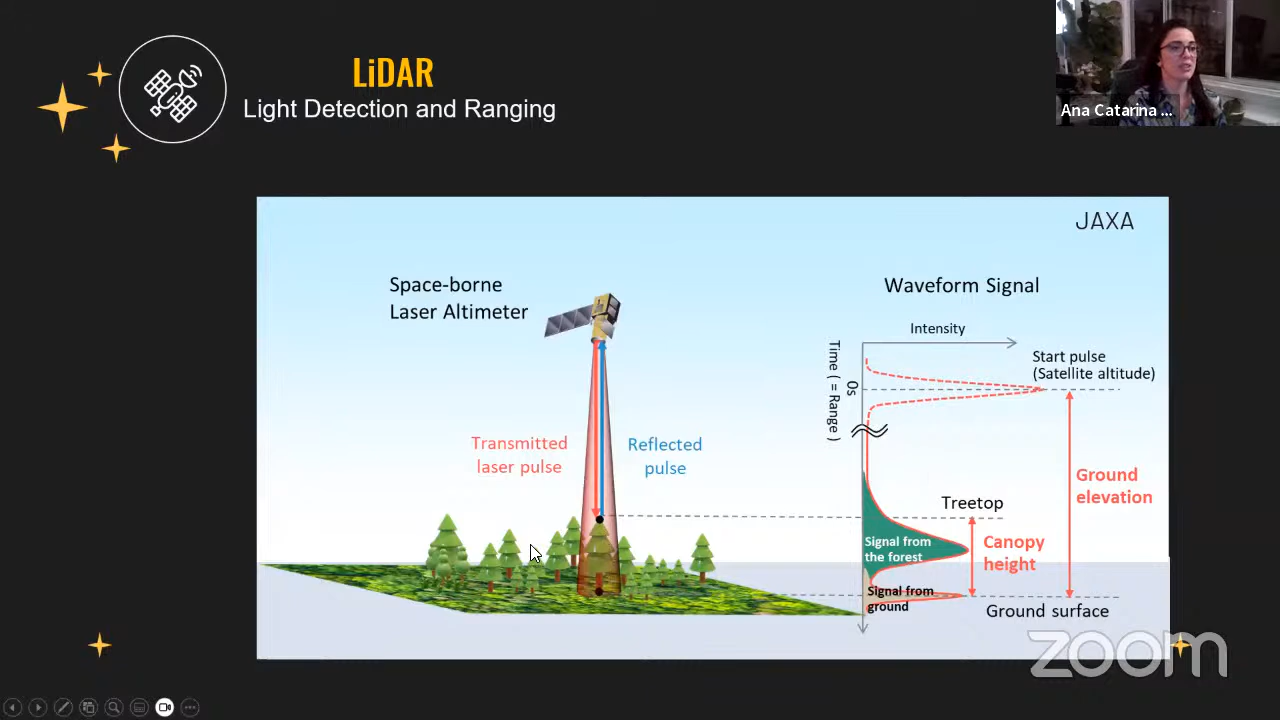 LiDAR
Light Detection and Ranging
Ana Catarina ...
JAXA
Space-borne
Laser Altimeter
Waveform Signal
Intensity
Time ( = Range )
0s
Start pulse
(Satellite altitude)
Transmitted
laser pulse
Reflected
pulse
Ground
elevation
Treetop
Signal from
the forest
Canopy
height
Signal from
ground
Ground surface
zoom